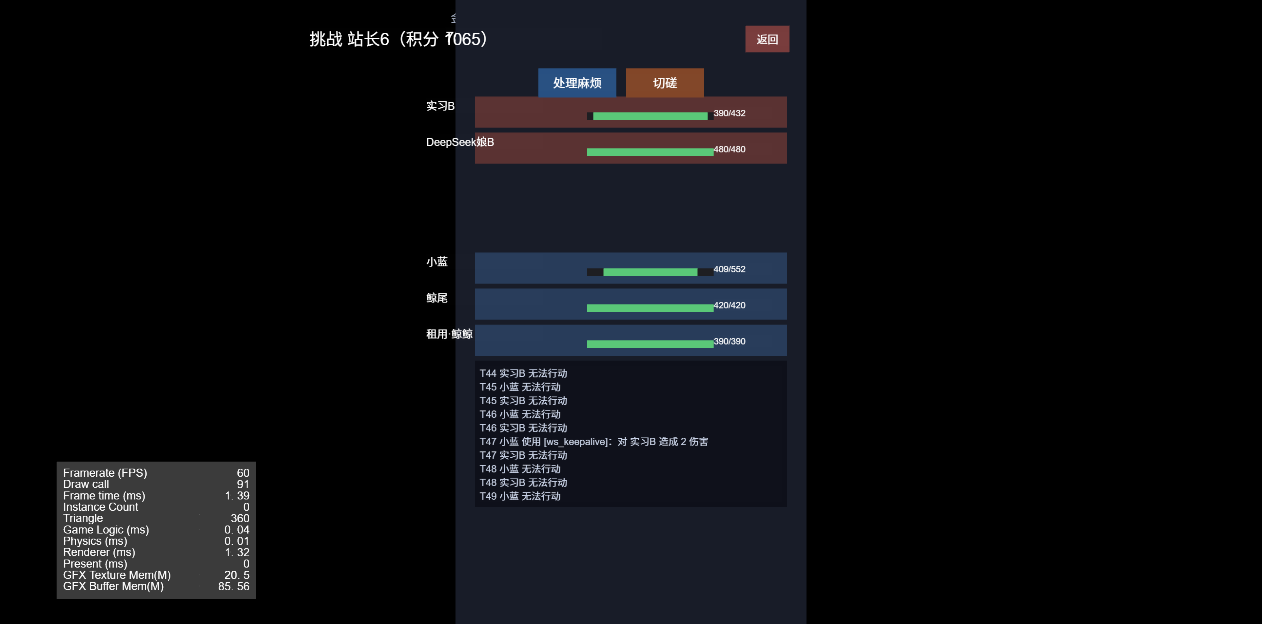 挑战 站长6（积分 1065）
返回
处理麻烦
切磋
实习B
390/432
DeepSeek娘B
480/480
小蓝
409/552
鲸尾
420/420
租用·鲸鲸
390/390
T44 实习B 无法行动
T45 小蓝 无法行动
T45 实习B 无法行动
T46 小蓝 无法行动
T46 实习B 无法行动
T47 小蓝 使用 [ws_keepalive]：对 实习B 造成 2 伤害
T47 实习B 无法行动
T48 小蓝 无法行动
T48 实习B 无法行动
T49 小蓝 无法行动
Framerate (FPS) 60
Draw call 91
Frame time (ms) 1.39
Instance Count 0
Triangle 360
Game Logic (ms) 0.04
Physics (ms) 0.01
Renderer (ms) 1.32
Present (ms) 0
GFX Texture Mem(M) 20.5
GFX Buffer Mem(M) 85.56